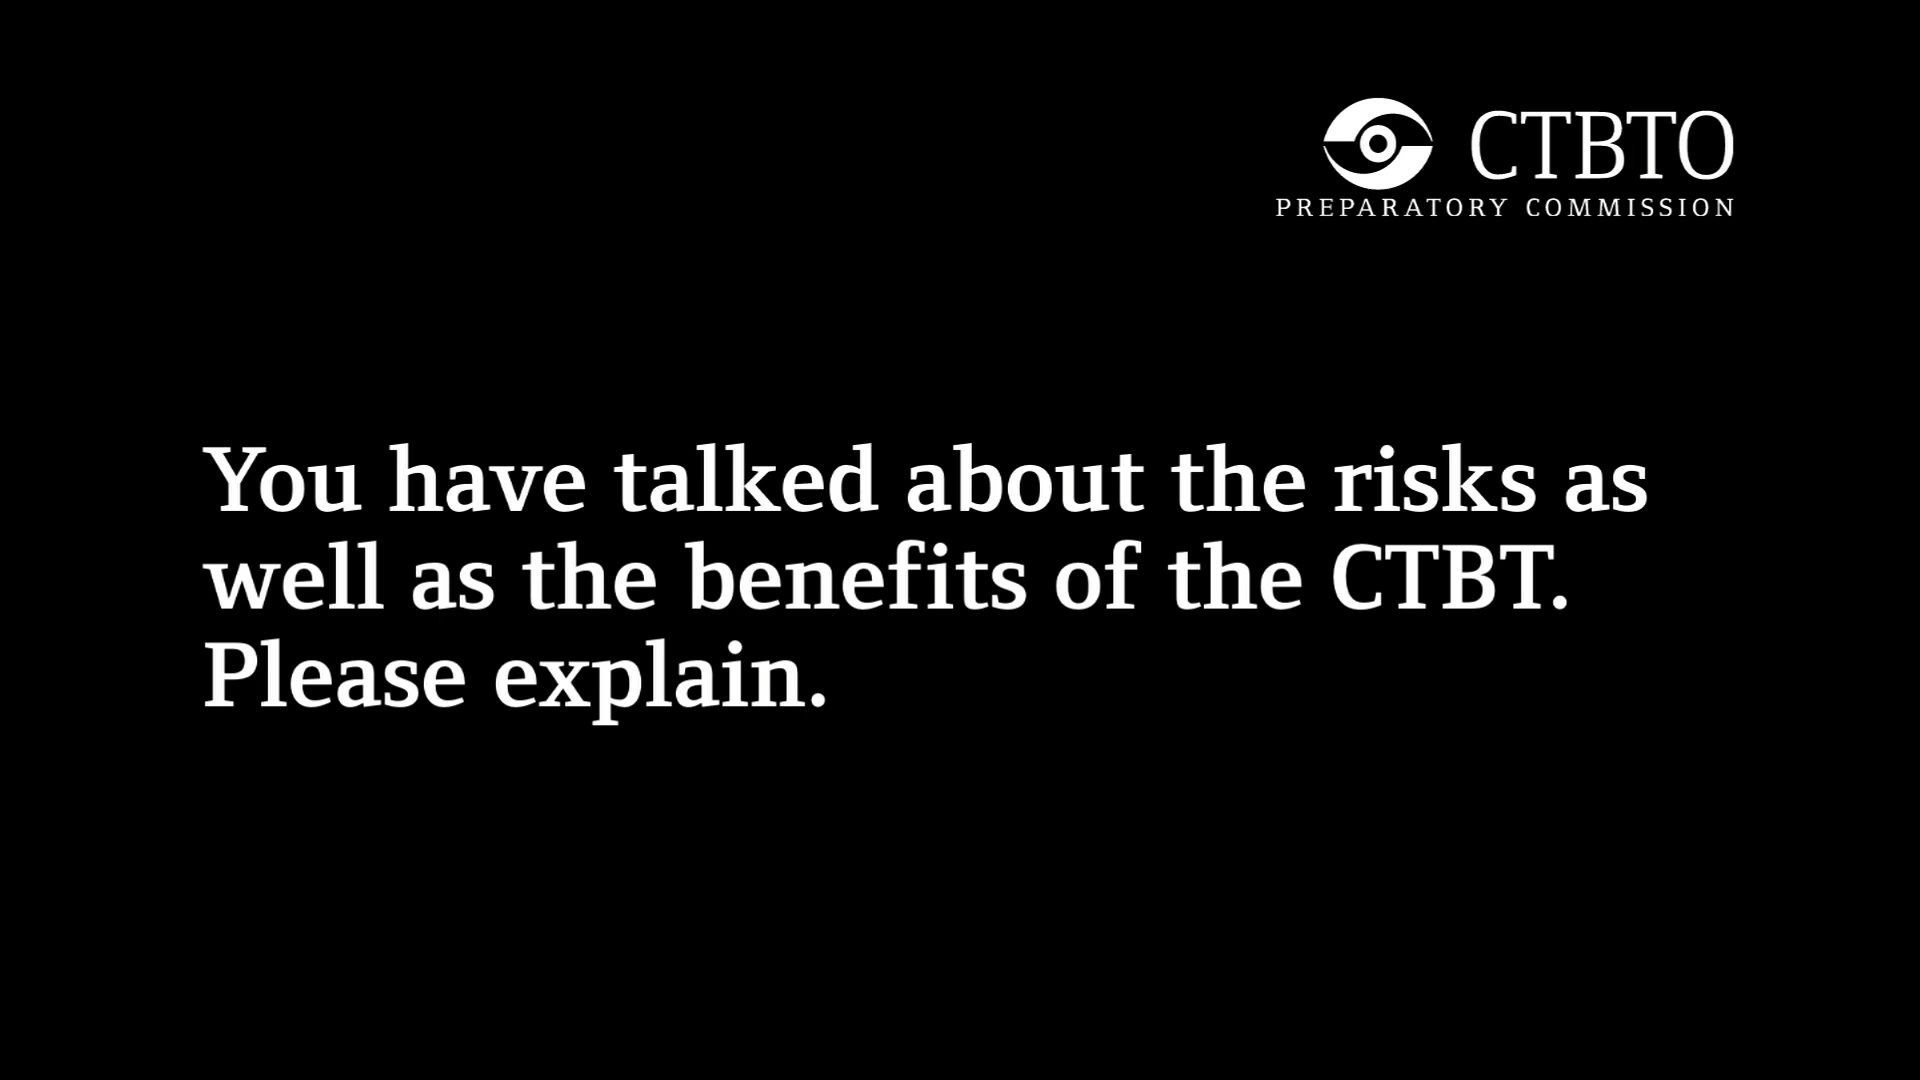 CTBTO
PREPARATORY COMMISSION
You have talked about the risks as
well as the benefits of the CTBT.
Please explain.